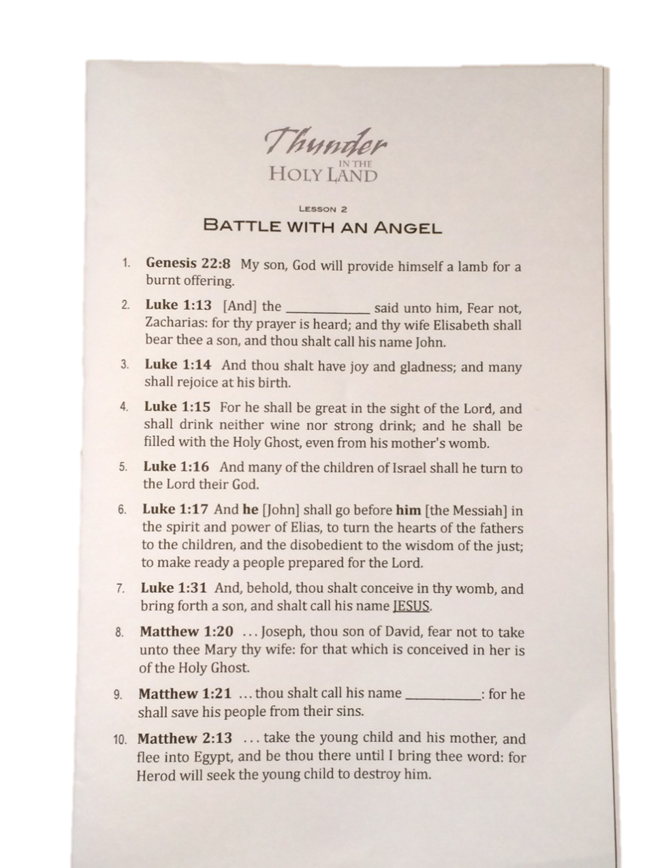 Thunder
IN THE
HOLY LAND
LESSON 2
BATTLE WITH AN ANGEL
1. Genesis 22:8 My son, God will provide himself a lamb for a
burnt offering.
2. Luke 1:13 [And] the ____________ said unto him, Fear not,
Zacharias: for thy prayer is heard; and thy wife Elisabeth shall
bear thee a son, and thou shalt call his name John.
3. Luke 1:14 And thou shalt have joy and gladness; and many
shall rejoice at his birth.
4. Luke 1:15 For he shall be great in the sight of the Lord, and
shall drink neither wine nor strong drink; and he shall be
filled with the Holy Ghost, even from his mother's womb.
5. Luke 1:16 And many of the children of Israel shall he turn to
the Lord their God.
6. Luke 1:17 And he [John] shall go before him [the Messiah] in
the spirit and power of Elias, to turn the hearts of the fathers
to the children, and the disobedient to the wisdom of the just;
to make ready a people prepared for the Lord.
7. Luke 1:31 And, behold, thou shalt conceive in thy womb, and
bring forth a son, and shalt call his name JESUS.
8. Matthew 1:20 ...Joseph, thou son of David, fear not to take
unto thee Mary thy wife: for that which is conceived in her is
of the Holy Ghost.
9. Matthew 1:21 ...thou shalt call his name ___________: for he
shall save his people from their sins.
10. Matthew 2:13 ...take the young child and his mother, and
flee into Egypt, and be thou there until I bring thee word: for
Herod will seek the young child to destroy him.